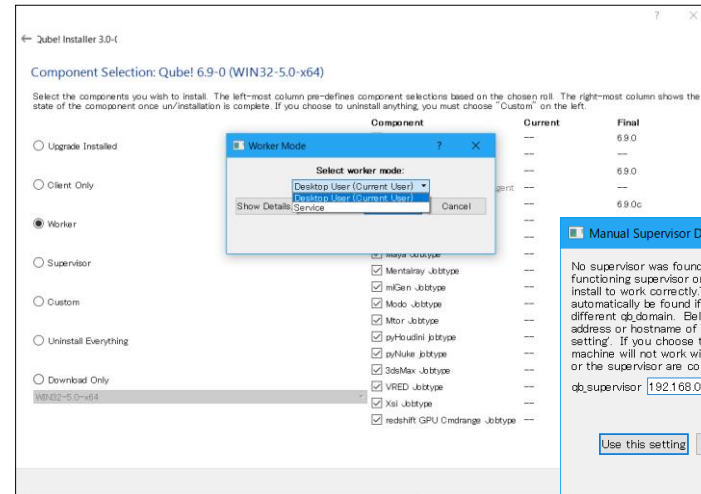 ? ×
← Qube! Installer 3.0-(
Component Selection: Qube! 6.9-0 (WIN32-5.0-x64)
Select the components you wish to install. The left-most column pre-defines component selections based on the chosen roll. The right-most column shows the
state of the comoponent once un/installation is complete. If you choose to uninstall anything, you must choose "Custom" on the left.
Component Current Final
Upgrade Installed
-- 6.9.0
-- --
-- 6.9.0
Client Only
gent -- --
-- 6.9.0c
Worker
--
--
Worker Mode ? ×
Select worker mode:
Desktop User (Current User)
Desktop User (Current User)
Service
Show Details
Cancel
Maya Jobtype --
Supervisor
Mentalray Jobtype --
miGen Jobtype --
Custom
Modo Jobtype --
Mtor Jobtype --
Uninstall Everything
pyHoudini jobtype --
pyNuke jobtype --
Download Only
3dsMax Jobtype --
WIN32-5.0-x64
VRED Jobtype --
Xsi Jobtype --
redshift GPU Cmdrange Jobtype --
Manual Supervisor D
No supervisor was found
functioning supervisor or
install to work correctly.
automatically be found if
different qb_domain. Bel
address or hostname of
setting'. If you choose t
machine will not work wi
or the supervisor are co
qb_supervisor 192.168.0
Use this setting